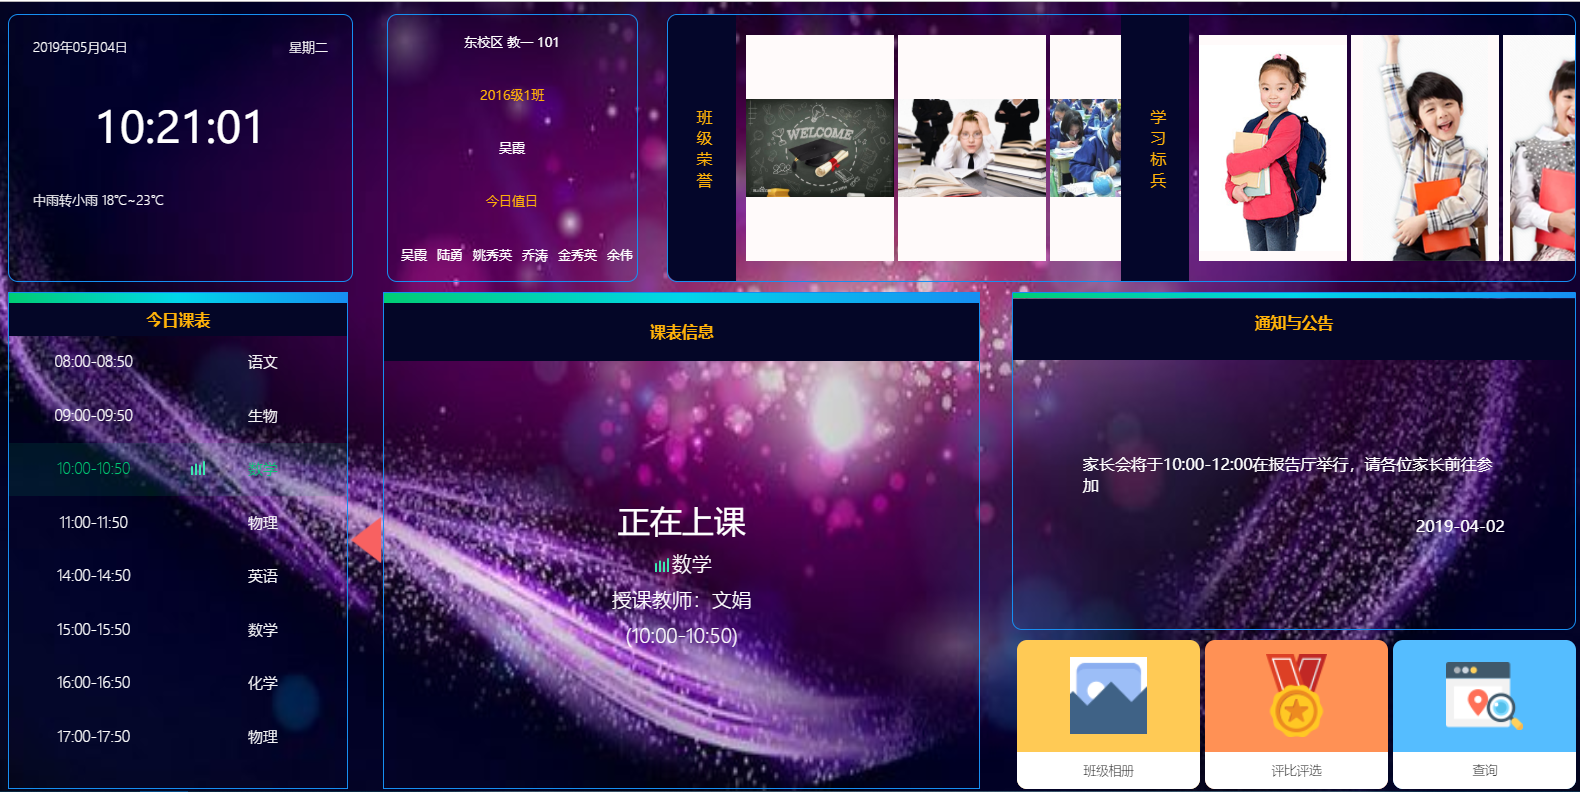 2019年05月04日 星期二
10:21:01
中雨转小雨 18℃~23℃
东校区 教一 101
2016级1班
吴霞
今日值日
吴霞 陆勇 姚秀英 乔涛 金秀英 余伟
班级荣誉
WELCOME
学习标兵
今日课表
08:00-08:50 语文
09:00-09:50 生物
10:00-10:50 数学
11:00-11:50 物理
14:00-14:50 英语
15:00-15:50 数学
16:00-16:50 化学
17:00-17:50 物理
课表信息
正在上课
数学
授课教师：文娟
(10:00-10:50)
通知与公告
家长会将于10:00-12:00在报告厅举行，请各位家长前往参
加
2019-04-02
班级相册
评比评选
查询